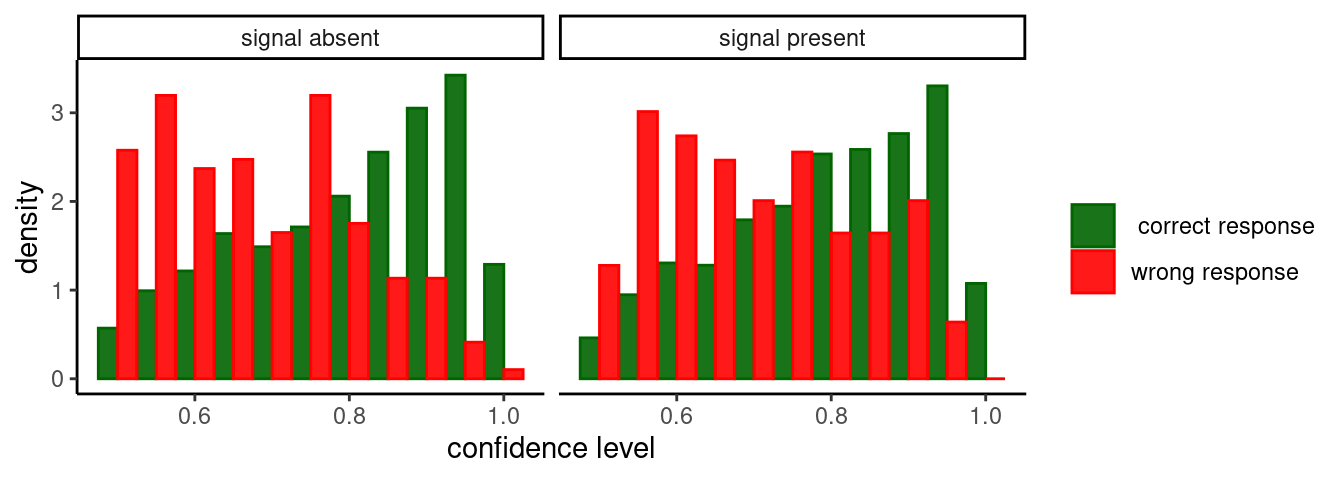 signal absent
signal present
density
3
2
1
0
0.6
0.8
1.0
0.6
0.8
1.0
confidence level
correct response
wrong response